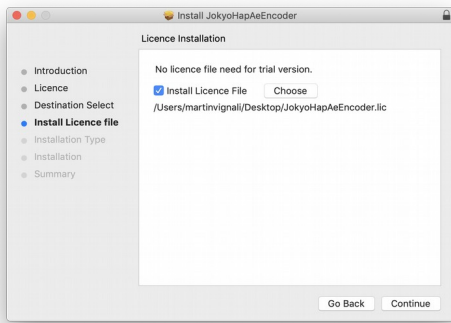 Install JokyoHapAeEncoder
Licence Installation
Introduction
Licence
Destination Select
Install Licence file
Installation Type
Installation
Summary
No licence file need for trial version.
Install Licence File
Choose
/Users/martinvignali/Desktop/JokyoHapAeEncoder.lic
Go Back
Continue